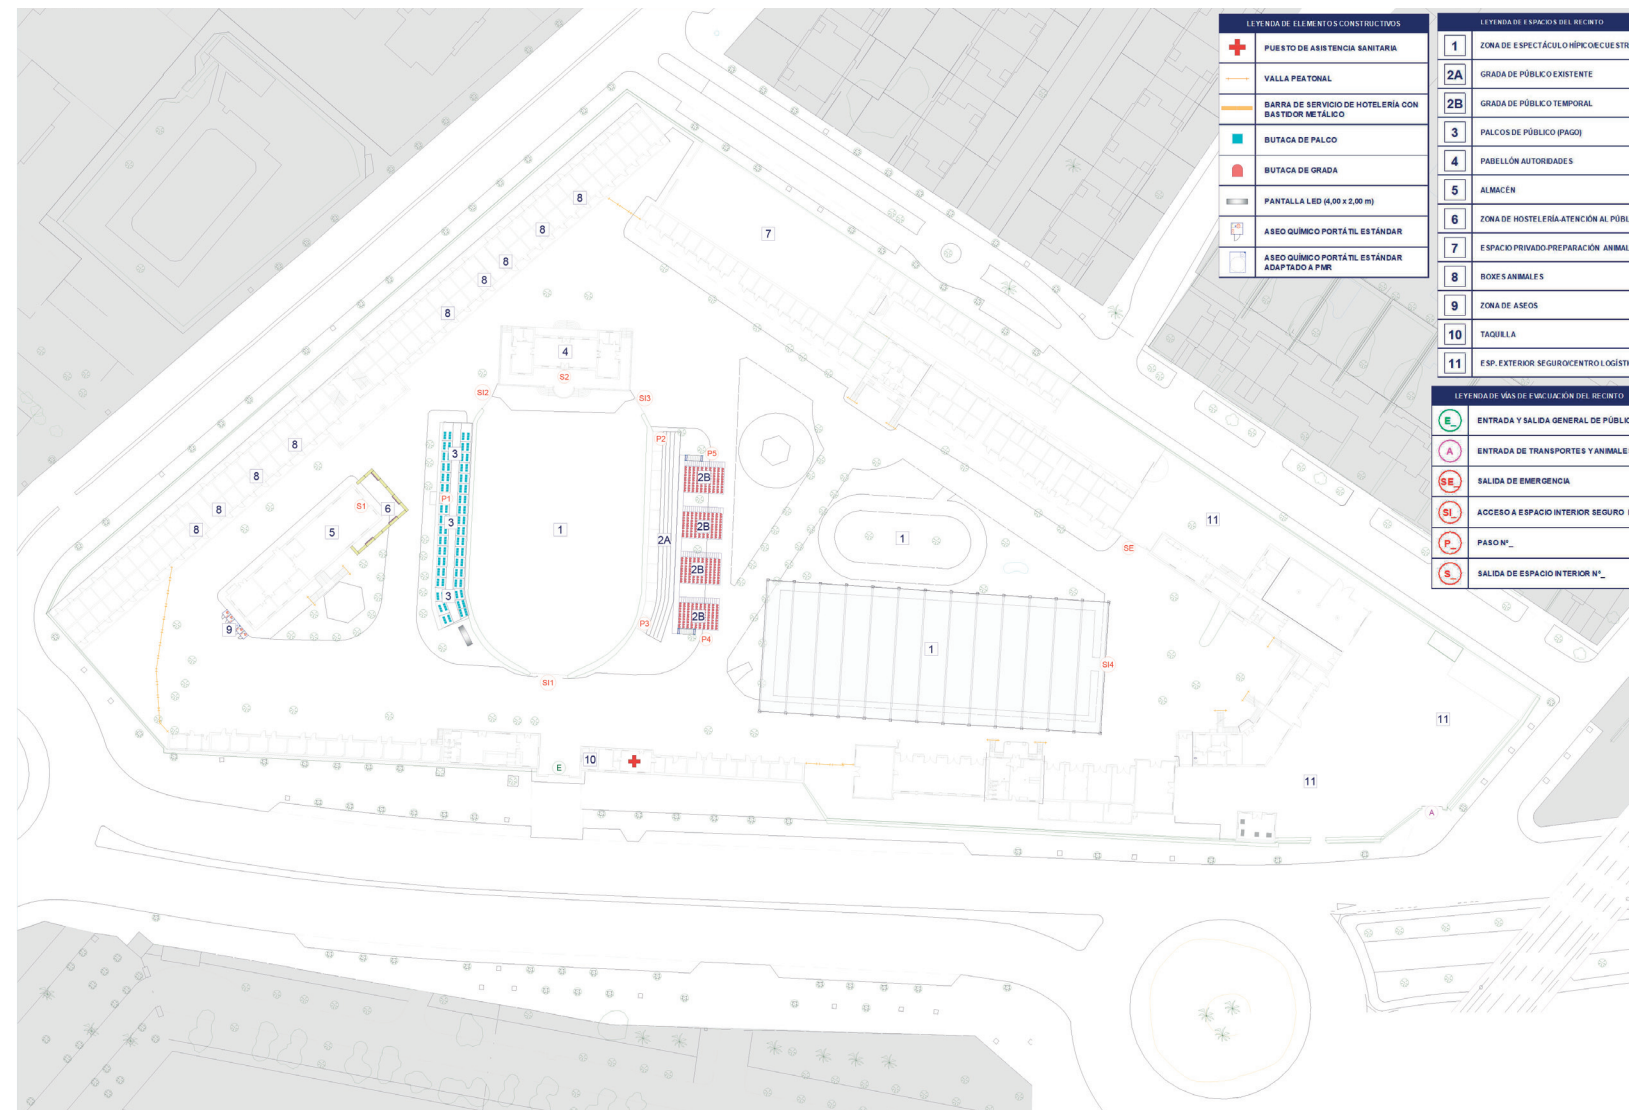 LEYENDA DE ELEMENTOS CONSTRUCTIVOS
PUESTO DE ASISTENCIA SANITARIA
VALLA PEATONAL
BARRA DE SERVICIO DE HOTELERÍA CON
BASTIDOR METÁLICO
BUTACA DE PALCO
BUTACA DE GRADA
PANTALLA LED (4,00 x 2,00 m)
ASEO QUÍMICO PORTÁTIL ESTÁNDAR
ASEO QUÍMICO PORTÁTIL ESTÁNDAR
ADAPTADO A PMR
LEYENDA DE ESPACIOS DEL RECINTO
1 ZONA DE ESPECTÁCULO HÍPICO/ECUESTR
2A GRADA DE PÚBLICO EXISTENTE
2B GRADA DE PÚBLICO TEMPORAL
3 PALCOS DE PÚBLICO (PAGO)
4 PABELLÓN AUTORIDADES
5 ALMACÉN
6 ZONA DE HOSTELERÍA-ATENCIÓN AL PÚBL
7 ESPACIO PRIVADO-PREPARACIÓN ANIMAL
8 BOXES ANIMALES
9 ZONA DE ASEOS
10 TAQUILLA
11 ESP. EXTERIOR SEGURO/CENTRO LOGÍSTI
LEYENDA DE VÍAS DE EVACUACIÓN DEL RECINTO
E_ ENTRADA Y SALIDA GENERAL DE PÚBLIC
A ENTRADA DE TRANSPORTES Y ANIMALE
SE_ SALIDA DE EMERGENCIA
SI_ ACCESO A ESPACIO INTERIOR SEGURO
P_ PASO Nº_
S_ SALIDA DE ESPACIO INTERIOR Nº_
8
8
7
8
8
8
4
S2
SI2
SI3
8
P2
3
P5
8
2B
P1
S1
6
8
3
11
8
5
1
2A
2B
1
SE
2B
3
2B
9
P3
P4
1
SI4
SI1
11
E
10
11
A